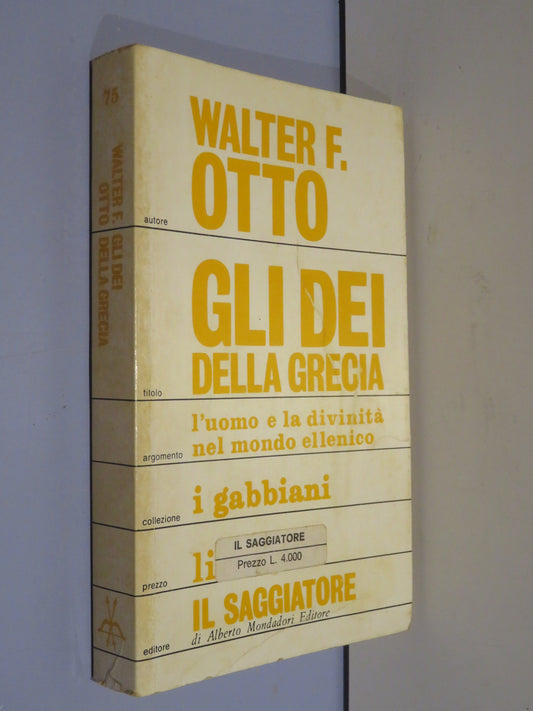 75
WALTER F. GLI DEI
OTTO DELLA GRECIA
WALTER F.
OTTO
autore
GLI DEI
DELLA GRECIA
titolo
l'uomo e la divinità
nel mondo ellenico
argomento
i gabbiani
collezione
IL SAGGIATORE
Prezzo L. 4.000
li
prezzo
IL SAGGIATORE
di Alberto Mondadori Editore
editore